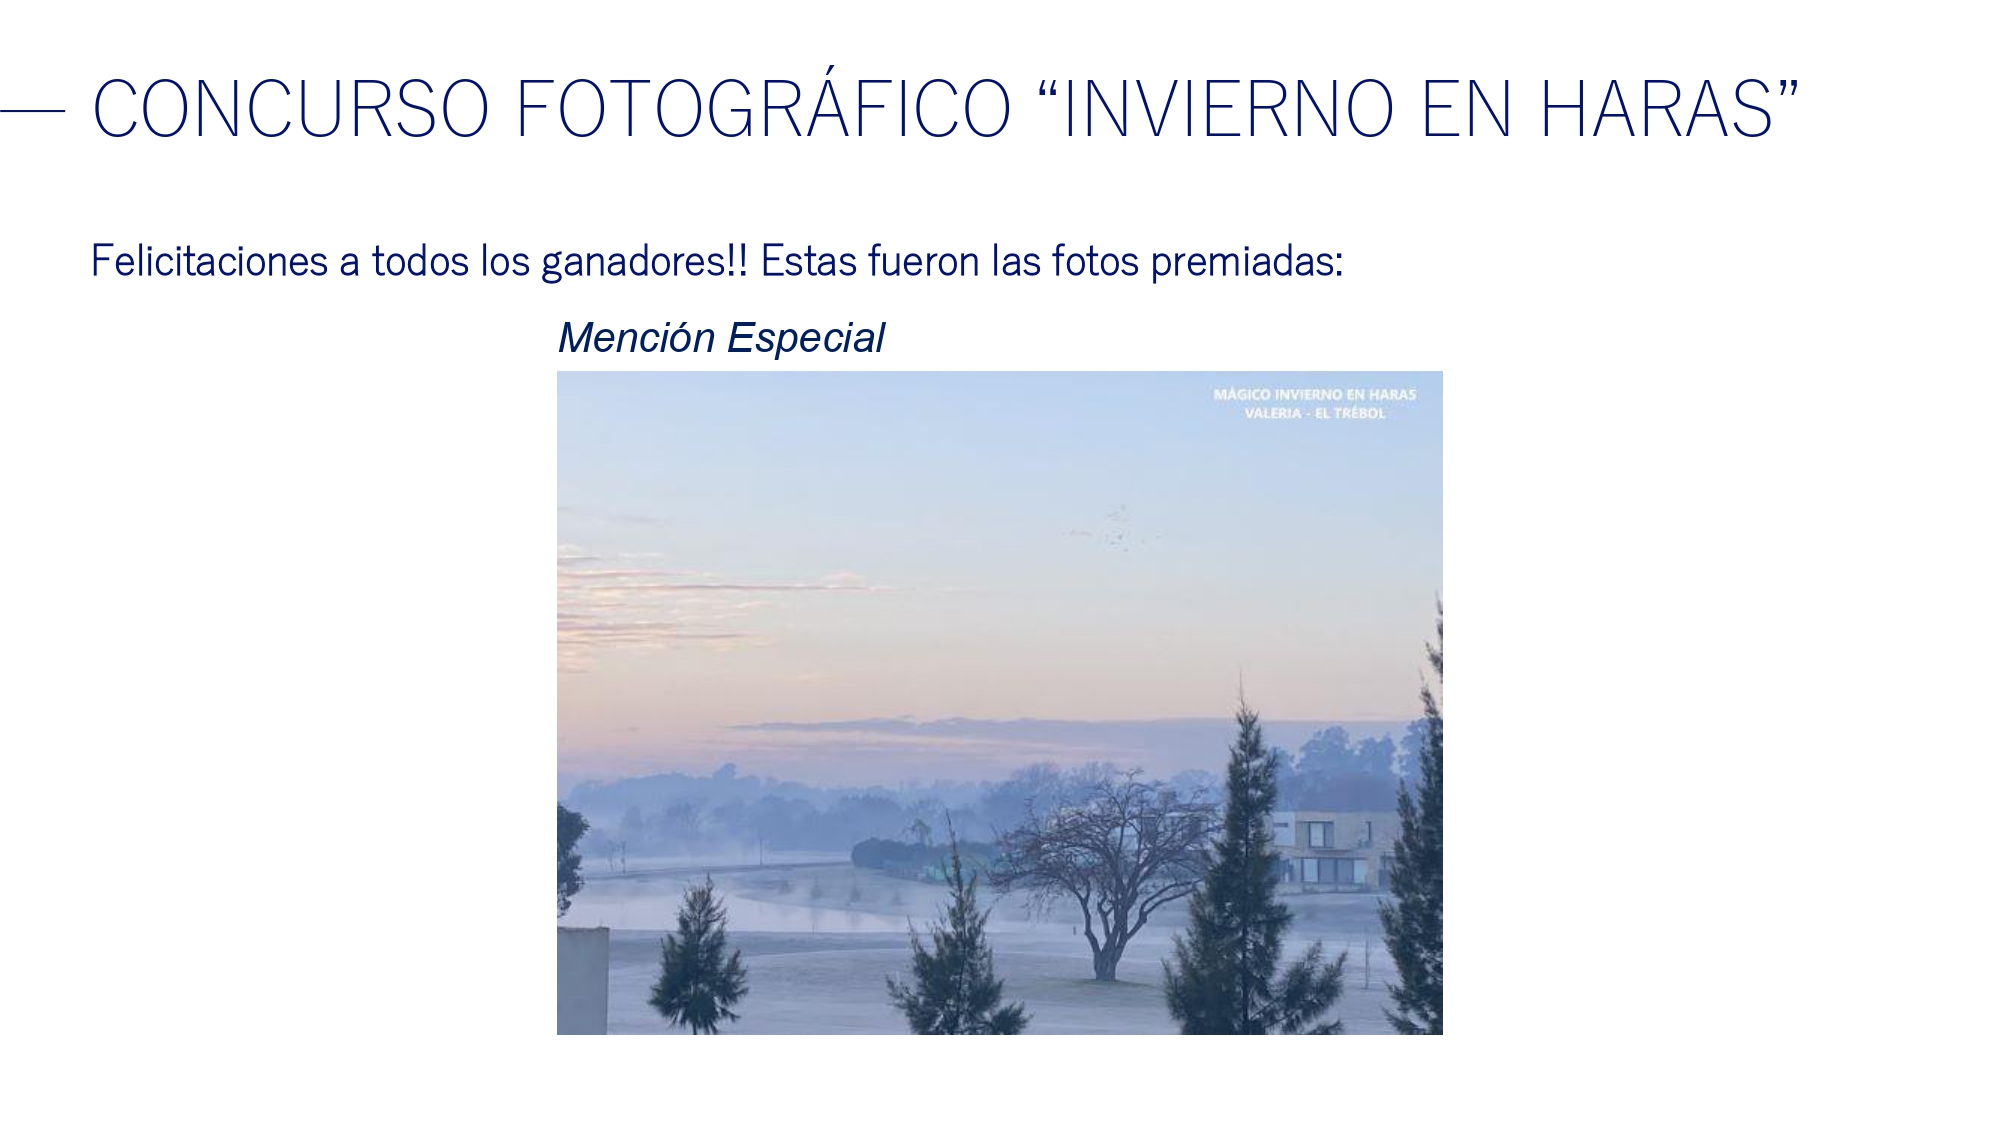 CONCURSO FOTOGRÁFICO “INVIERNO EN HARAS”
Felicitaciones a todos los ganadores!! Estas fueron las fotos premiadas:
Mención Especial
MÁGICO INVIERNO EN HARAS
VALERIA - EL TRÉBOL